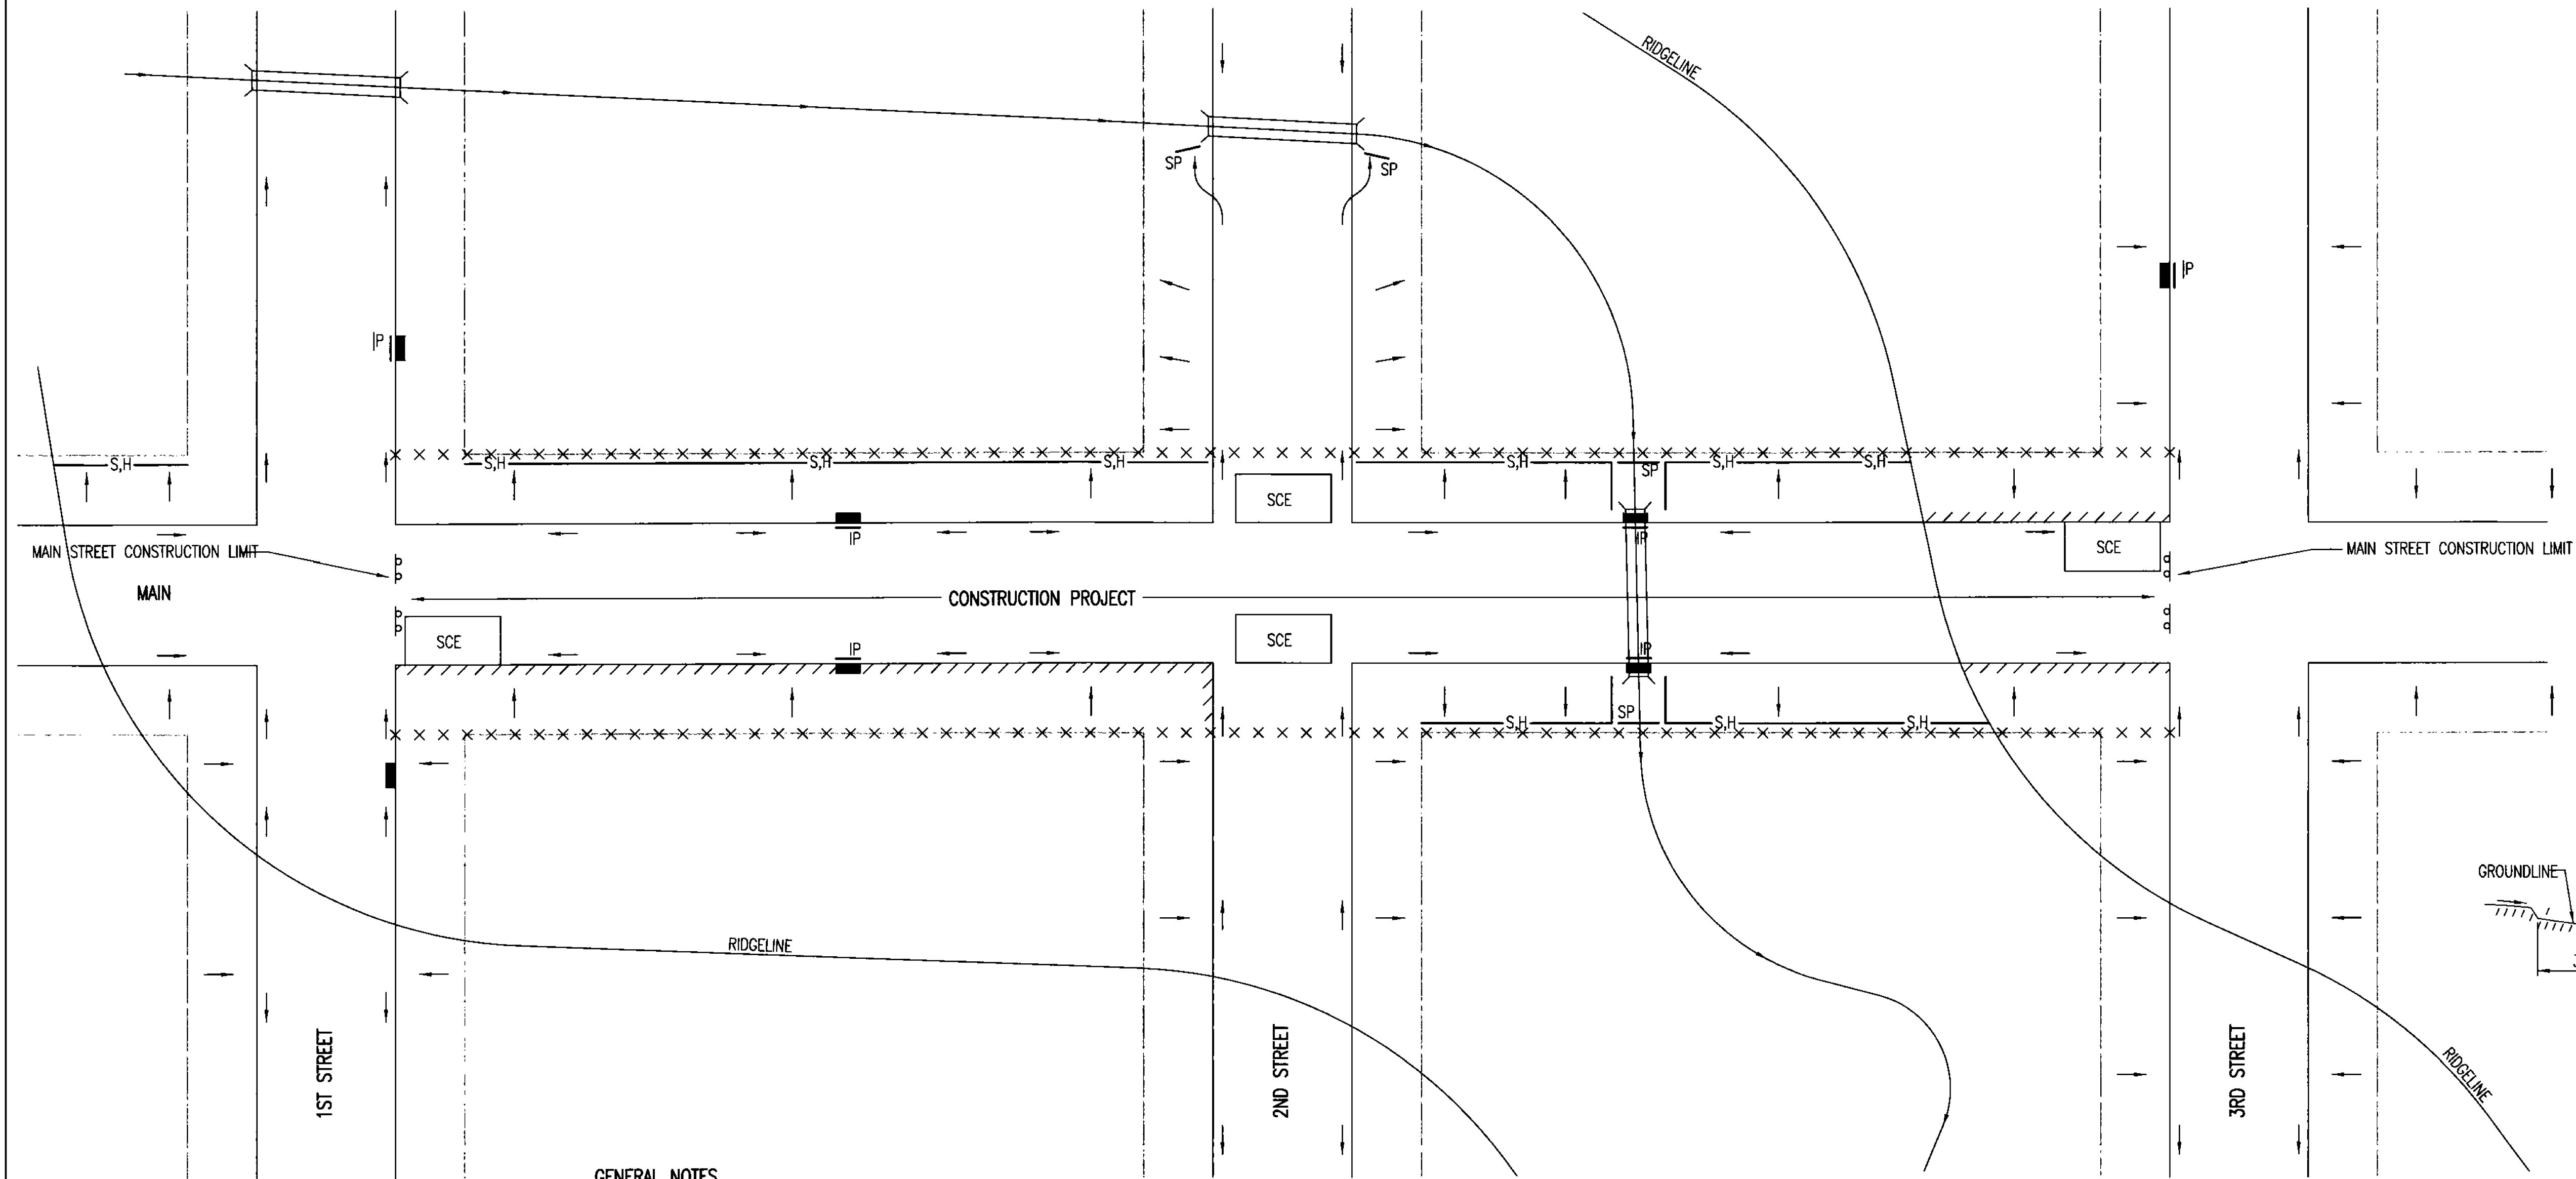 RIDGELINE
SP
SP
IP
IP
S,H
S,H
S,H
S,H
S,H
SP
S,H
S,H
SCE
IP
IP
SCE
MAIN STREET CONSTRUCTION LIMIT
MAIN STREET CONSTRUCTION LIMIT
MAIN
CONSTRUCTION PROJECT
SCE
SCE
IP
IP
S,H
SP
S,H
S,H
GROUNDLINE
RIDGELINE
1ST STREET
2ND STREET
3RD STREET
RIDGELINE
GENERAL NOTES